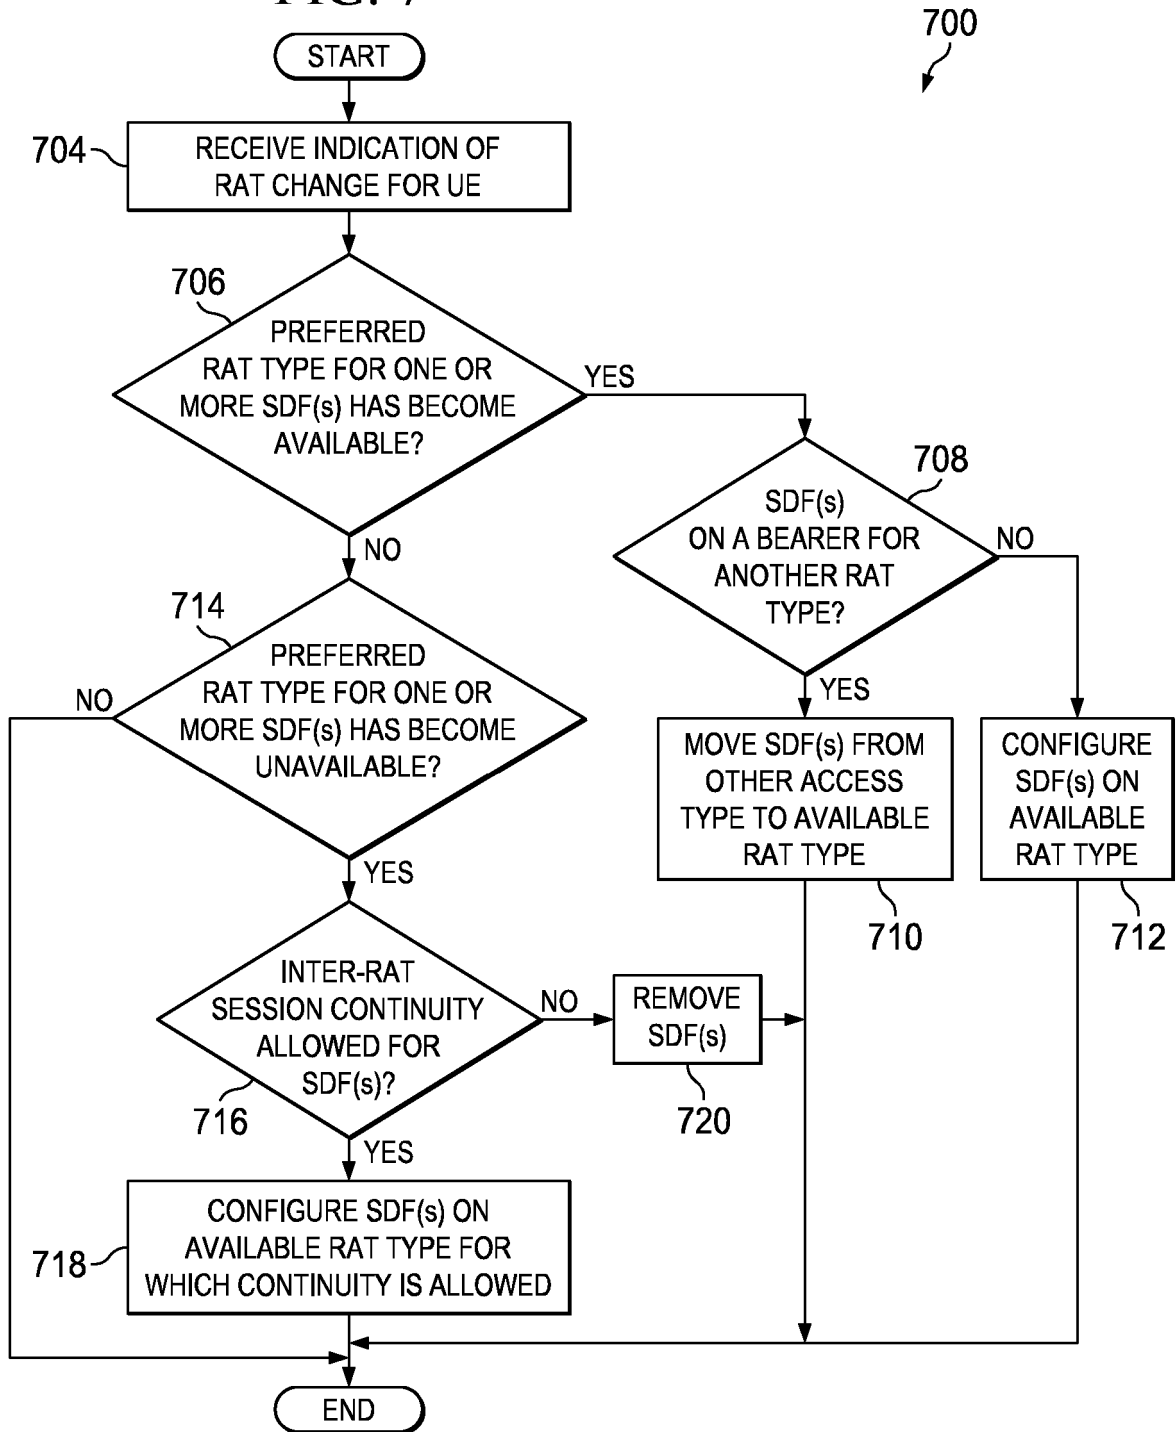 FIG. 7
700
START
704
RECEIVE INDICATION OF
RAT CHANGE FOR UE
706
PREFERRED
RAT TYPE FOR ONE OR
MORE SDF(s) HAS BECOME
AVAILABLE?
YES
NO
708
SDF(s)
ON A BEARER FOR
ANOTHER RAT
TYPE?
NO
YES
714
PREFERRED
RAT TYPE FOR ONE OR
MORE SDF(s) HAS BECOME
UNAVAILABLE?
NO
YES
MOVE SDF(s) FROM
OTHER ACCESS
TYPE TO AVAILABLE
RAT TYPE
710
CONFIGURE
SDF(s) ON
AVAILABLE
RAT TYPE
712
INTER-RAT
SESSION CONTINUITY
ALLOWED FOR
SDF(s)?
716
NO
REMOVE
SDF(s)
720
YES
718
CONFIGURE SDF(s) ON
AVAILABLE RAT TYPE FOR
WHICH CONTINUITY IS ALLOWED
END